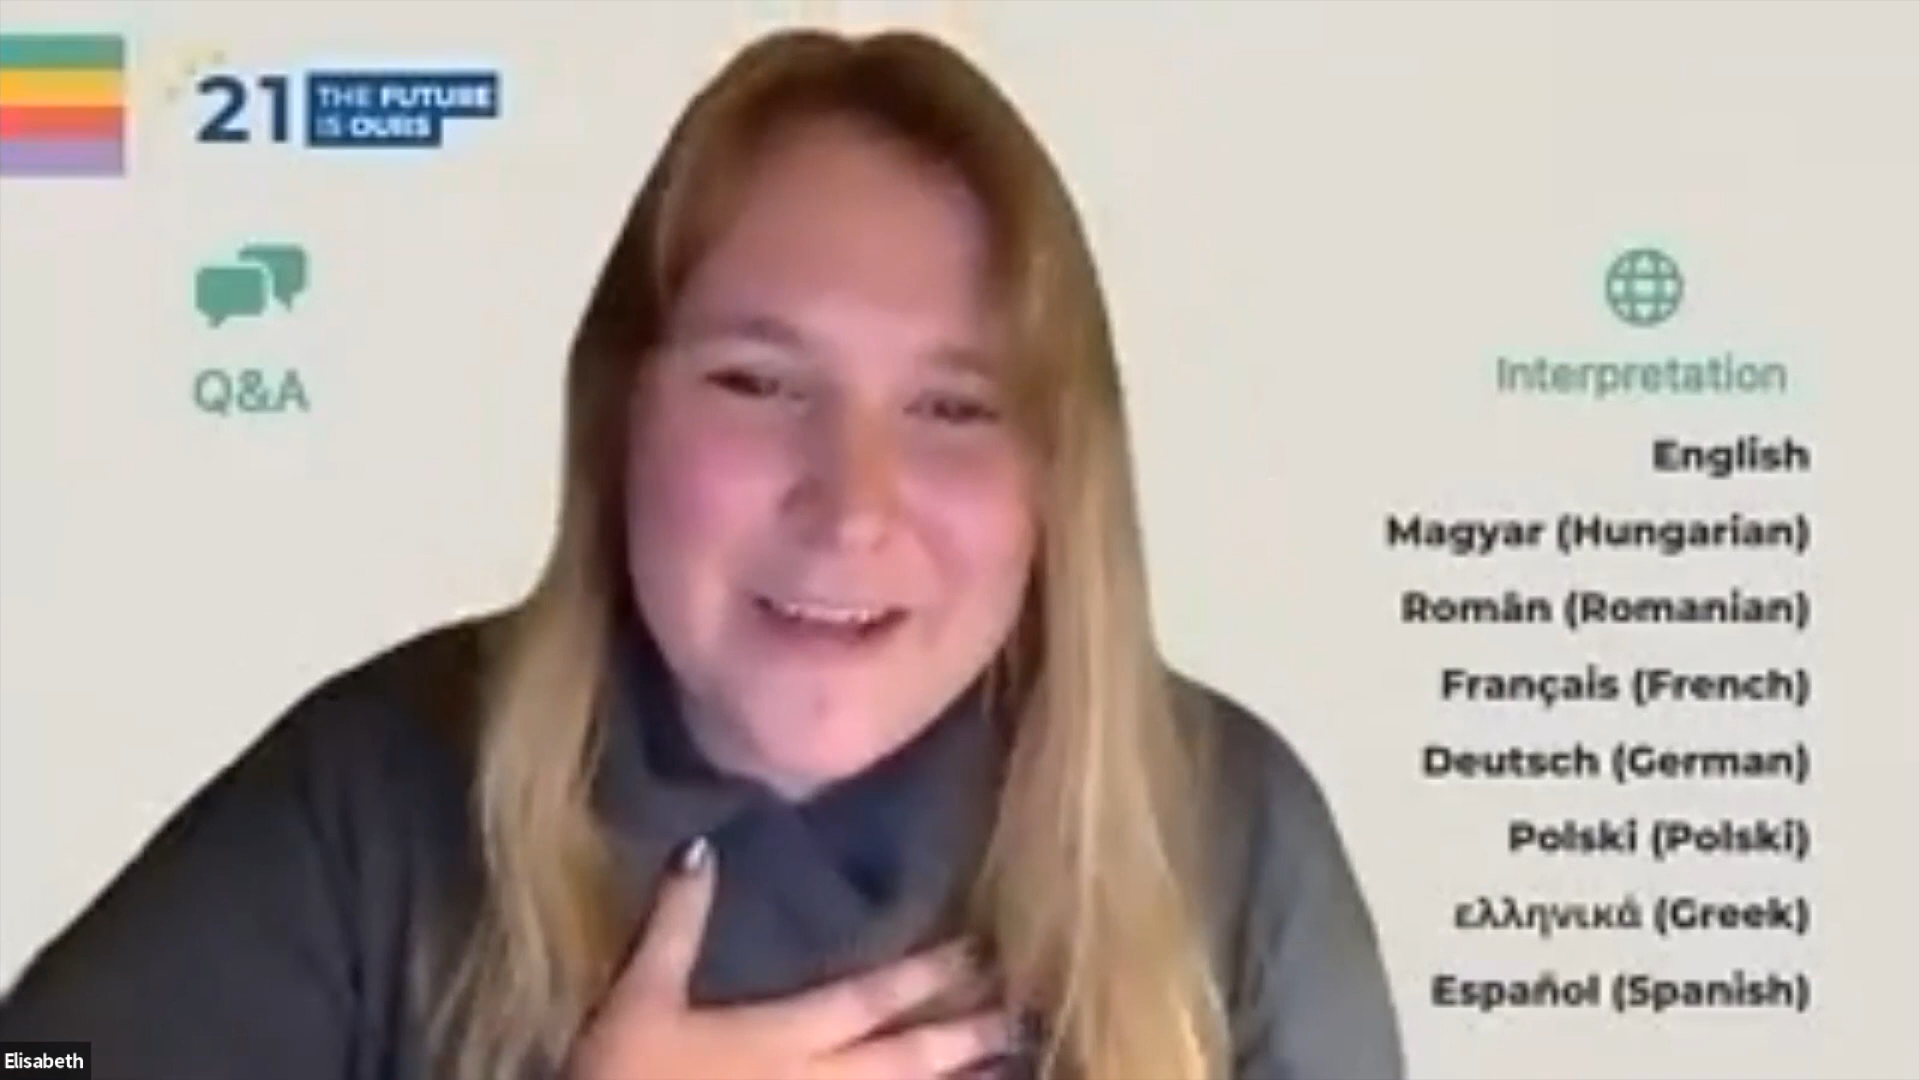 21 THE FUTURE
IS OURS
Q&A
Interpretation
English
Magyar (Hungarian)
Român (Romanian)
Français (French)
Deutsch (German)
Polski (Polski)
ελληνικά (Greek)
Español (Spanish)
Elisabeth